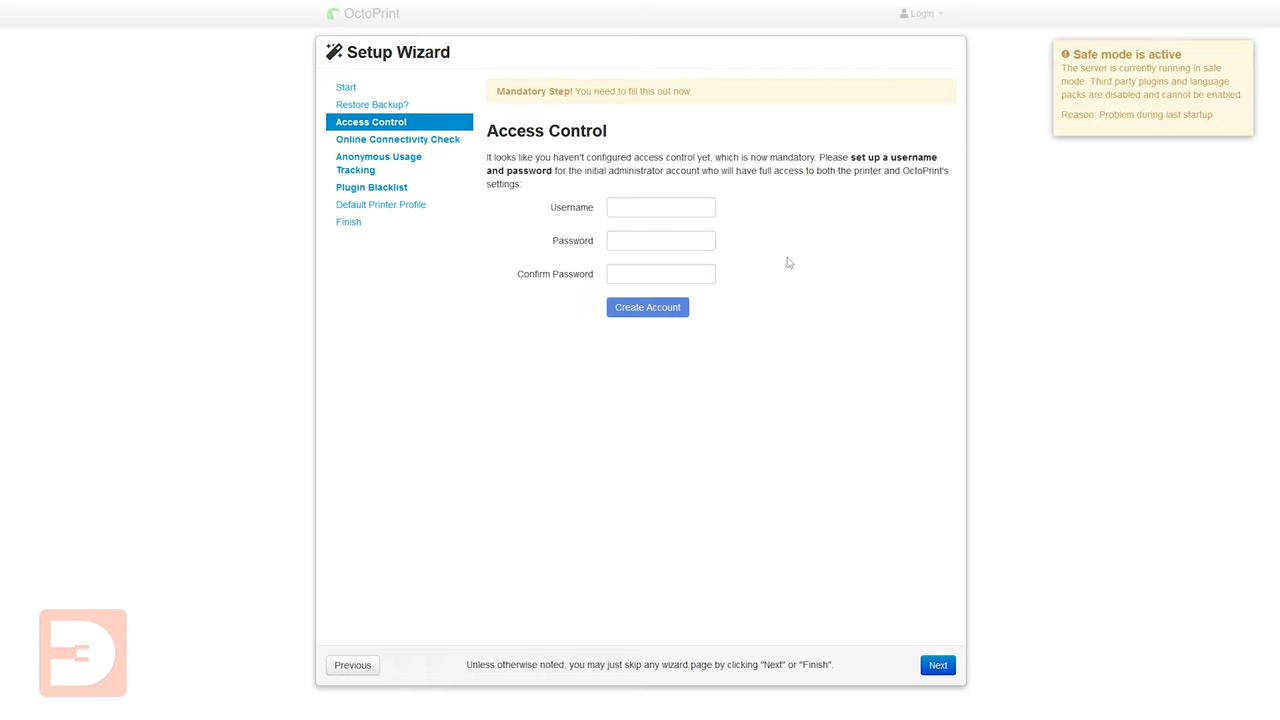 OctoPrint
Login
Setup Wizard
Safe mode is active
The server is currently running in safe
mode. Third party plugins and language
packs are disabled and cannot be enabled.
Reason: Problem during last startup
Start
Restore Backup?
Access Control
Online Connectivity Check
Anonymous Usage
Tracking
Plugin Blacklist
Default Printer Profile
Finish
Mandatory Step! You need to fill this out now.
Access Control
It looks like you haven't configured access control yet, which is now mandatory. Please set up a username
and password for the initial administrator account who will have full access to both the printer and OctoPrint's
settings:
Username
Password
Confirm Password
Create Account
Previous
Unless otherwise noted, you may just skip any wizard page by clicking "Next" or "Finish".
Next